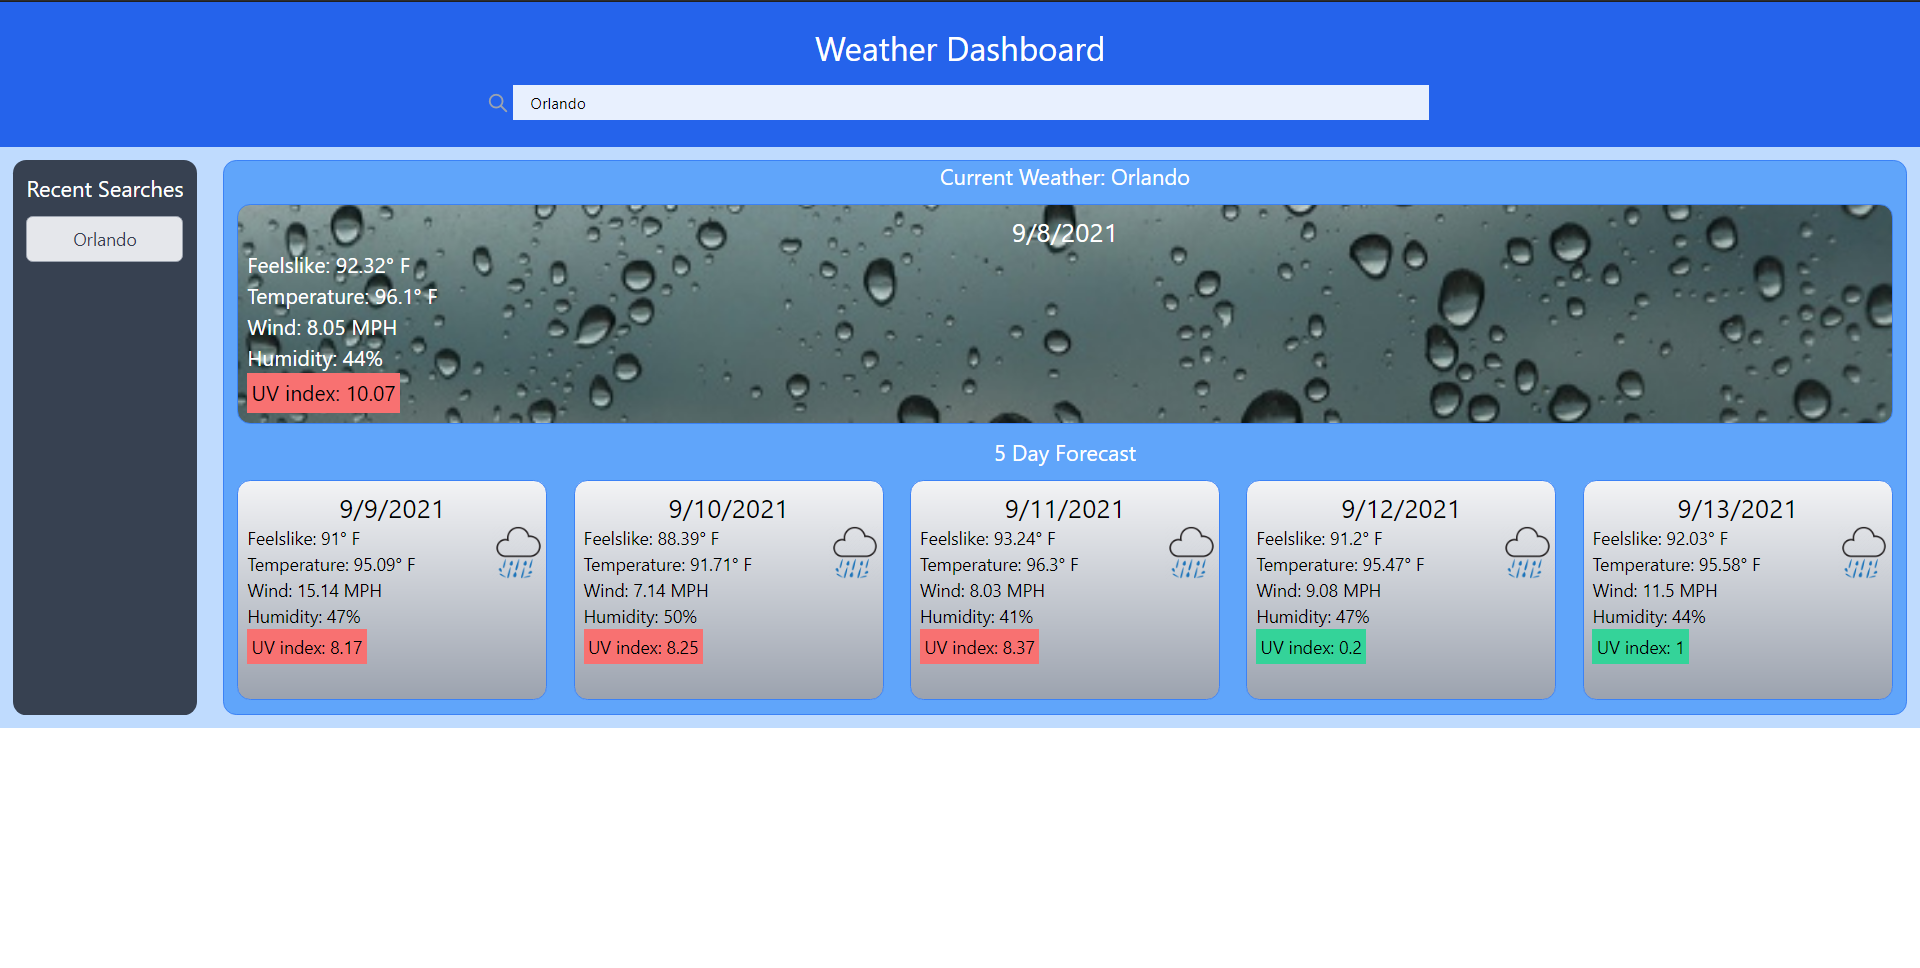 Weather Dashboard
Orlando
Recent Searches
Orlando
Current Weather: Orlando
9/8/2021
Feelslike: 92.32° F
Temperature: 96.1° F
Wind: 8.05 MPH
Humidity: 44%
UV index: 10.07
5 Day Forecast
9/9/2021
Feelslike: 91° F
Temperature: 95.09° F
Wind: 15.14 MPH
Humidity: 47%
UV index: 8.17
9/10/2021
Feelslike: 88.39° F
Temperature: 91.71° F
Wind: 7.14 MPH
Humidity: 50%
UV index: 8.25
9/11/2021
Feelslike: 93.24° F
Temperature: 96.3° F
Wind: 8.03 MPH
Humidity: 41%
UV index: 8.37
9/12/2021
Feelslike: 91.2° F
Temperature: 95.47° F
Wind: 9.08 MPH
Humidity: 47%
UV index: 0.2
9/13/2021
Feelslike: 92.03° F
Temperature: 95.58° F
Wind: 11.5 MPH
Humidity: 44%
UV index: 1